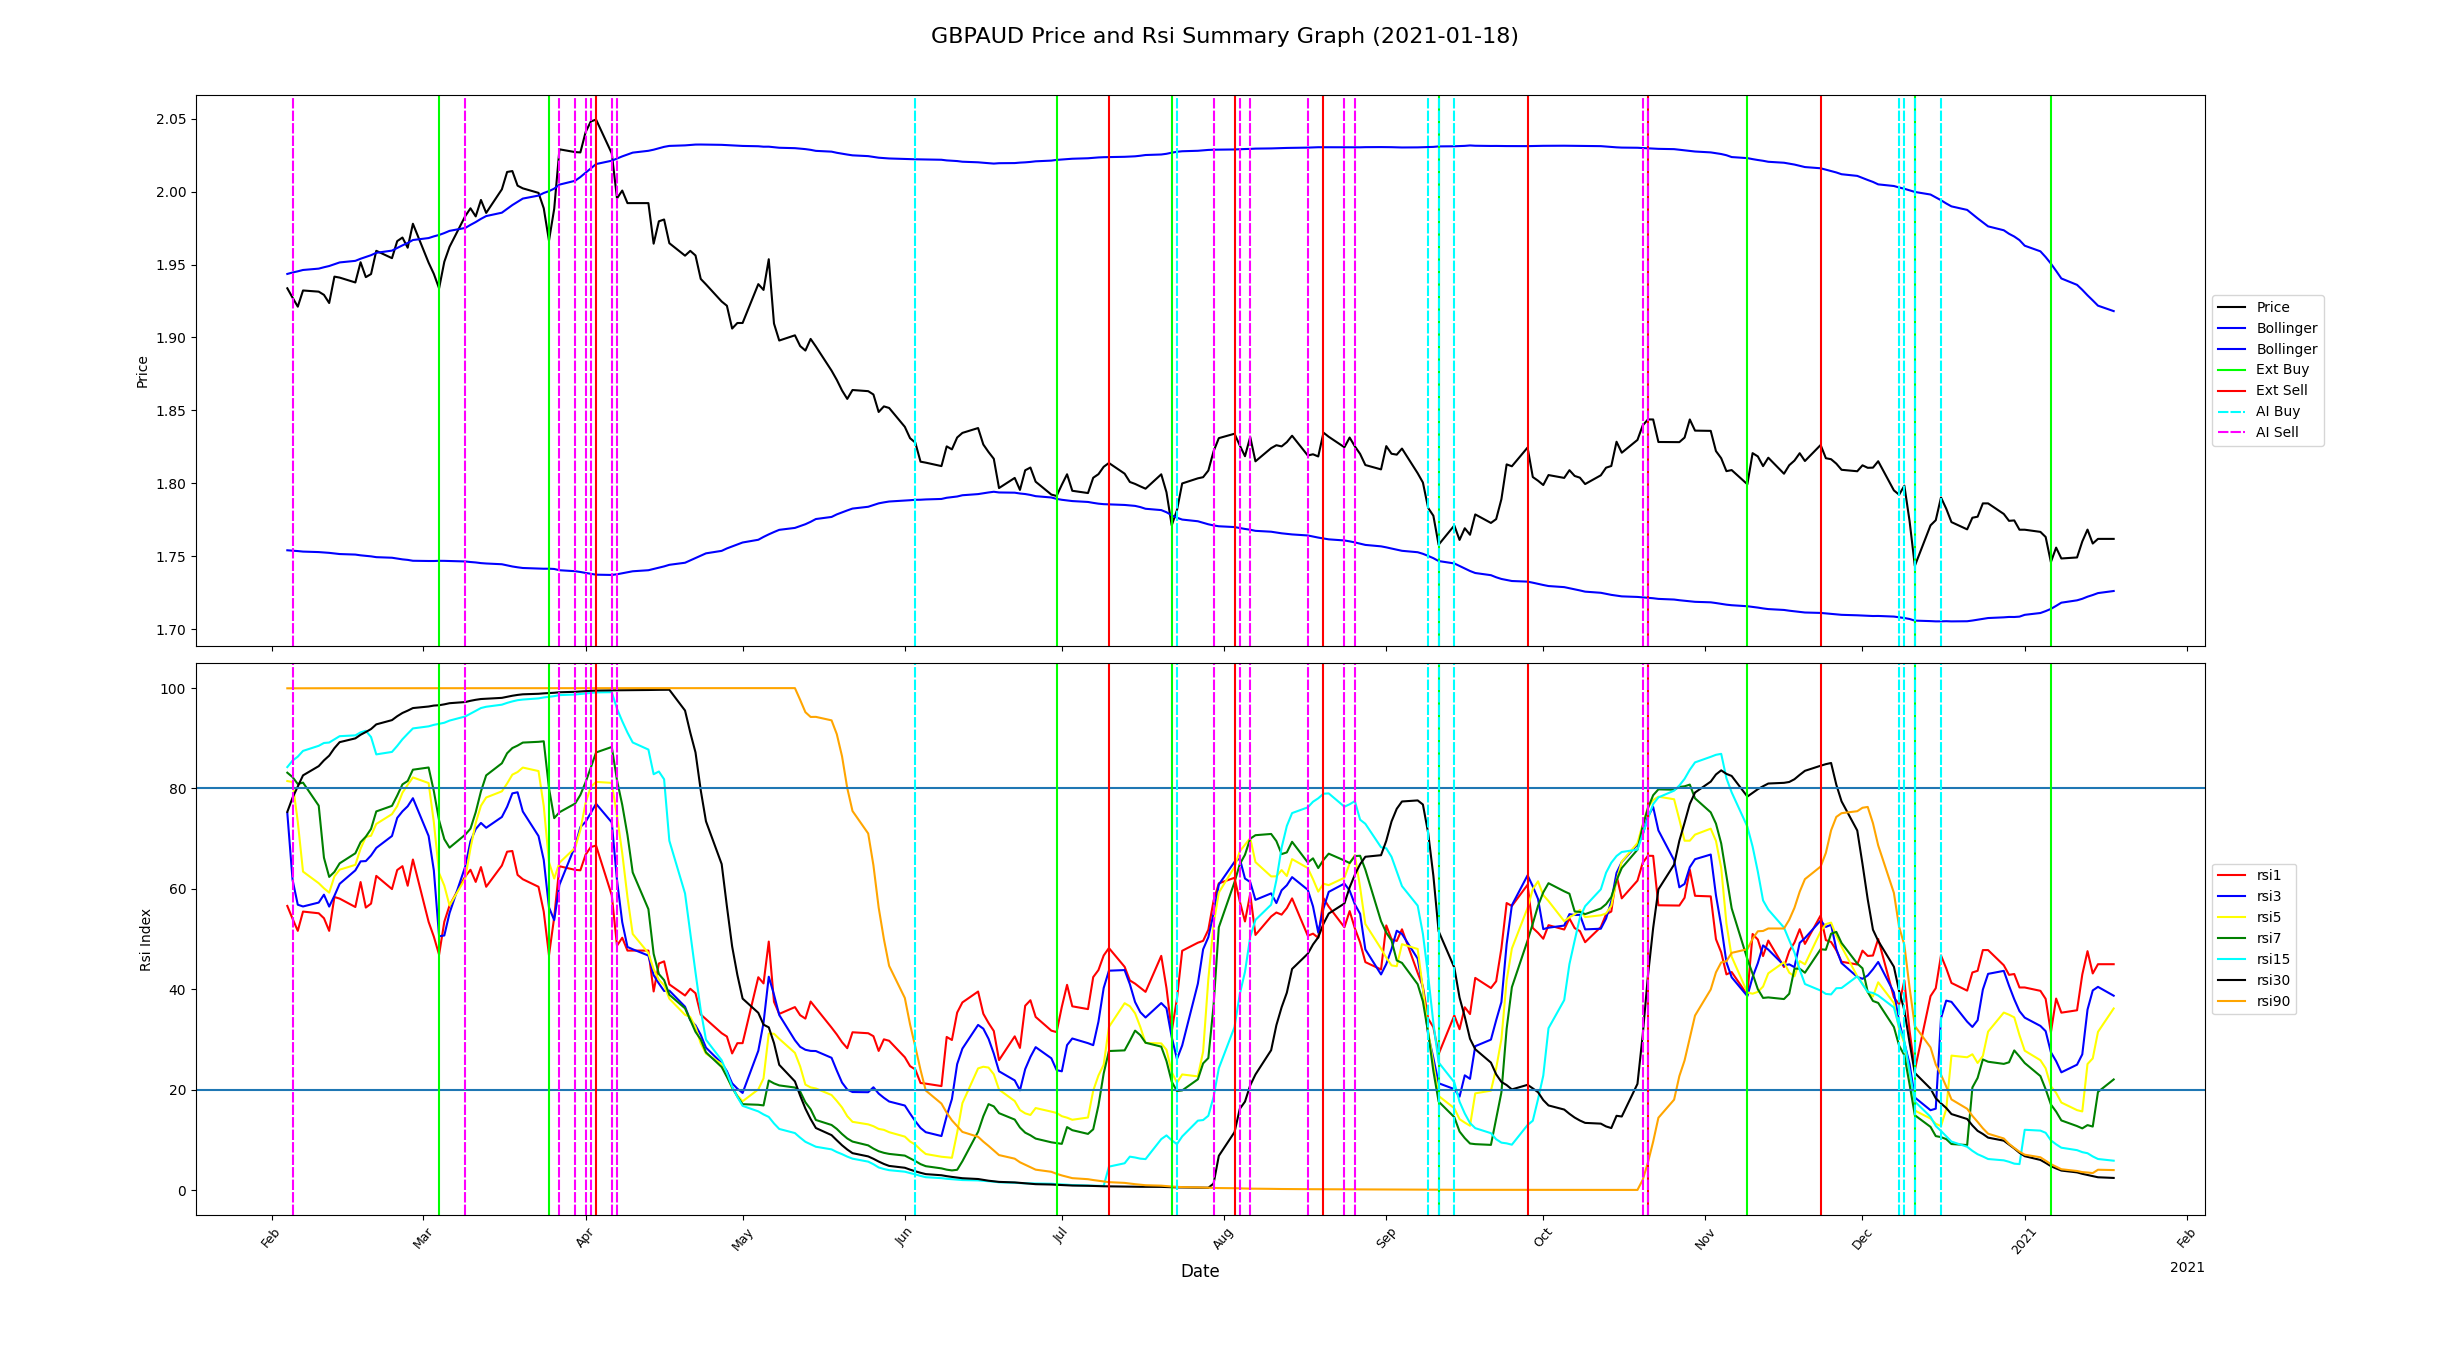 GBPAUD Price and Rsi Summary Graph (2021-01-18)
2.05
2.00
1.95
1.90
1.85
1.80
1.75
1.70
Price
Price
Bollinger
Bollinger
Ext Buy
Ext Sell
AI Buy
AI Sell
100
80
60
40
20
0
Rsi Index
rsi1
rsi3
rsi5
rsi7
rsi15
rsi30
rsi90
Feb
Mar
Apr
May
Jun
Jul
Aug
Sep
Oct
Nov
Dec
2021
Feb
Date
2021